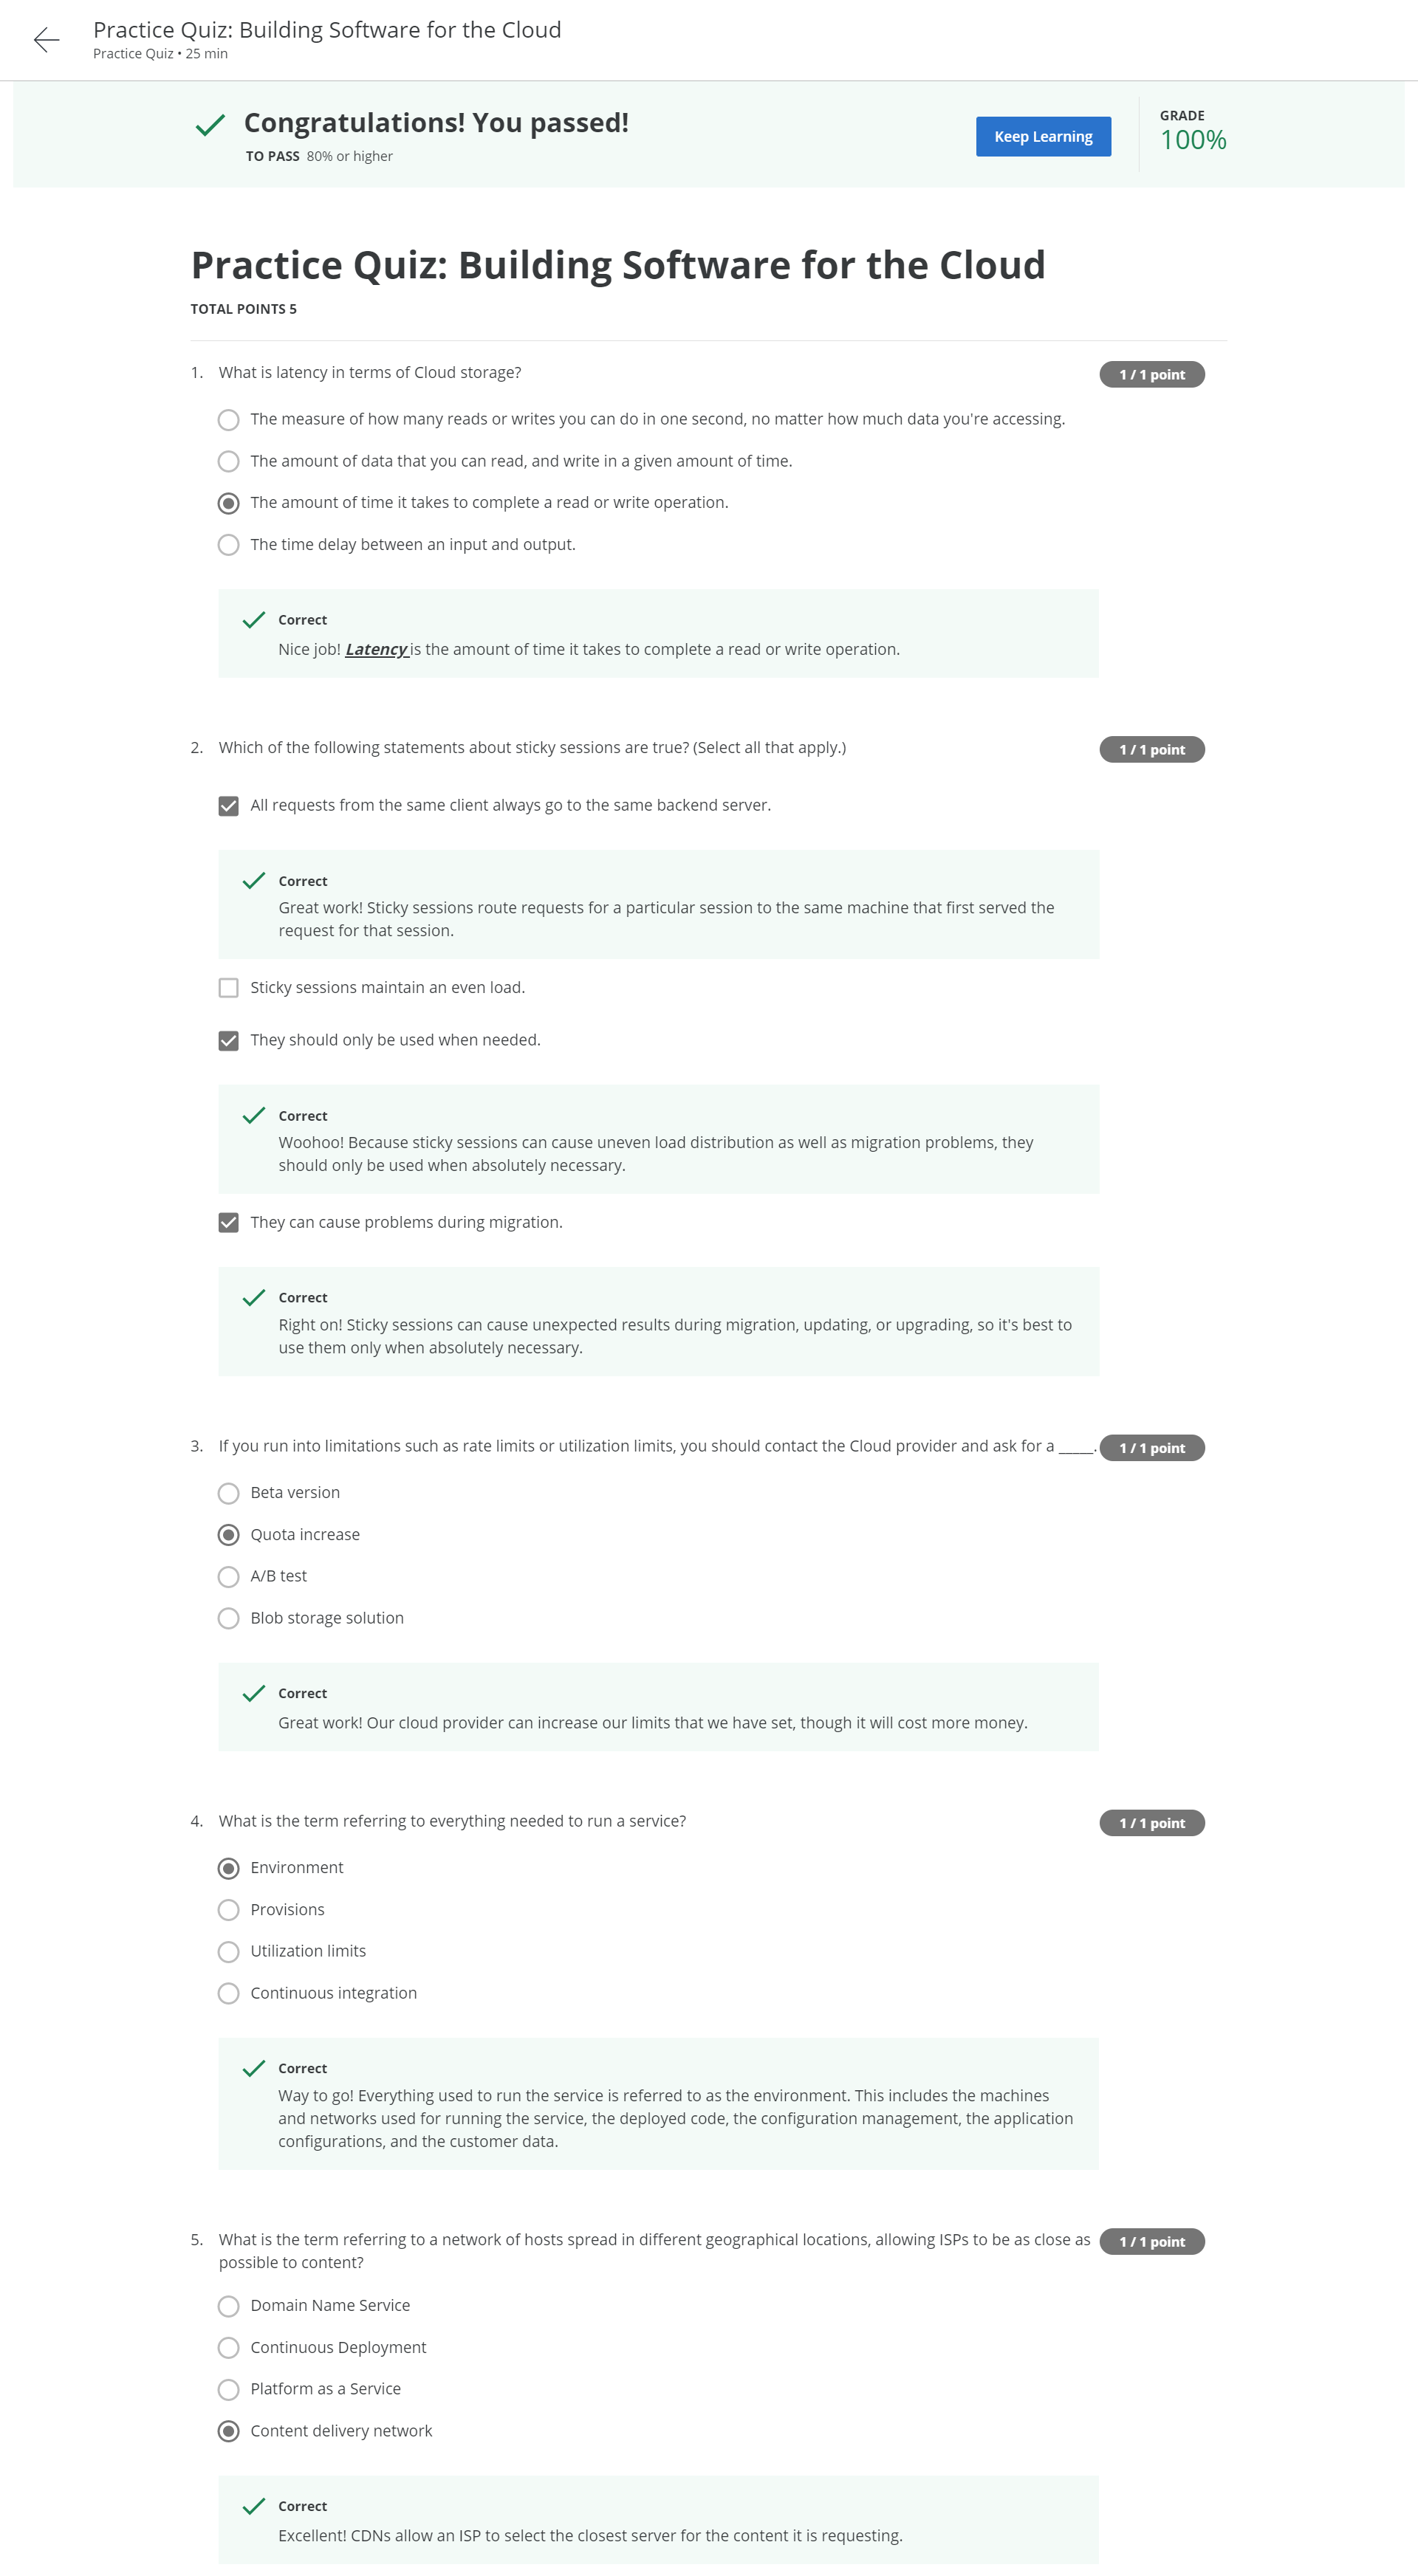 Practice Quiz: Building Software for the Cloud
Practice Quiz • 25 min
Congratulations! You passed!
TO PASS 80% or higher
Keep Learning
GRADE
100%
Practice Quiz: Building Software for the Cloud
TOTAL POINTS 5
1. What is latency in terms of Cloud storage?
1 / 1 point
The measure of how many reads or writes you can do in one second, no matter how much data you're accessing.
The amount of data that you can read, and write in a given amount of time.
The amount of time it takes to complete a read or write operation.
The time delay between an input and output.
Correct
Nice job! Latency is the amount of time it takes to complete a read or write operation.
2. Which of the following statements about sticky sessions are true? (Select all that apply.)
1 / 1 point
All requests from the same client always go to the same backend server.
Correct
Great work! Sticky sessions route requests for a particular session to the same machine that first served the
request for that session.
Sticky sessions maintain an even load.
They should only be used when needed.
Correct
Woohoo! Because sticky sessions can cause uneven load distribution as well as migration problems, they
should only be used when absolutely necessary.
They can cause problems during migration.
Correct
Right on! Sticky sessions can cause unexpected results during migration, updating, or upgrading, so it's best to
use them only when absolutely necessary.
3. If you run into limitations such as rate limits or utilization limits, you should contact the Cloud provider and ask for a _____.
1 / 1 point
Beta version
Quota increase
A/B test
Blob storage solution
Correct
Great work! Our cloud provider can increase our limits that we have set, though it will cost more money.
4. What is the term referring to everything needed to run a service?
1 / 1 point
Environment
Provisions
Utilization limits
Continuous integration
Correct
Way to go! Everything used to run the service is referred to as the environment. This includes the machines
and networks used for running the service, the deployed code, the configuration management, the application
configurations, and the customer data.
5. What is the term referring to a network of hosts spread in different geographical locations, allowing ISPs to be as close as
possible to content?
1 / 1 point
Domain Name Service
Continuous Deployment
Platform as a Service
Content delivery network
Correct
Excellent! CDNs allow an ISP to select the closest server for the content it is requesting.